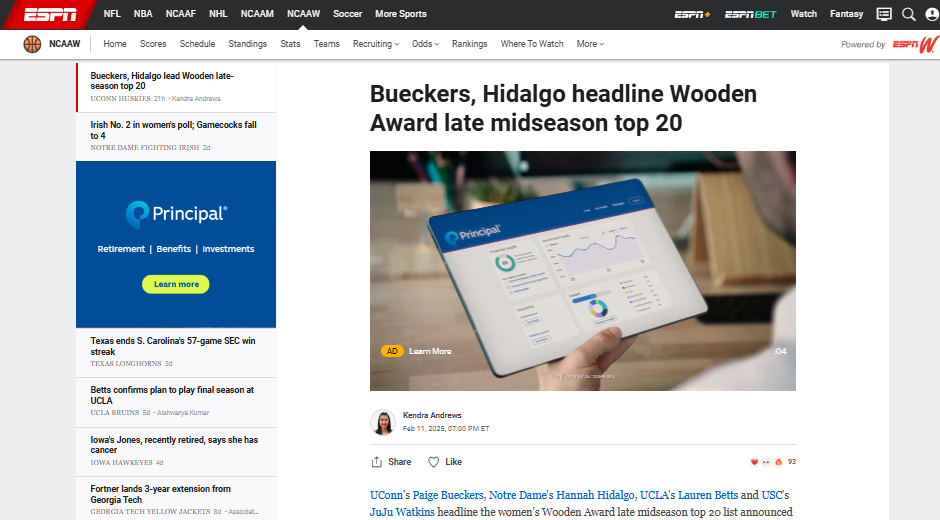 ESPN NFL NBA NCAAF NHL NCAAM NCAAW Soccer More Sports ESPN+ ESPN BET Watch Fantasy
NCAAW Home Scores Schedule Standings Stats Teams Recruiting Odds Rankings Where To Watch More Powered by ESPN W
Bueckers, Hidalgo lead Wooden late-
season top 20
UCONN HUSKIES 21h - Kendra Andrews
Irish No. 2 in women's poll; Gamecocks fall
to 4
NOTRE DAME FIGHTING IRISH 2d
Principal®
Retirement | Benefits | Investments
Learn more
Texas ends S. Carolina's 57-game SEC win
streak
TEXAS LONGHORNS 3d
Betts confirms plan to play final season at
UCLA
UCLA BRUINS 5d - Aishwarya Kumar
Iowa's Jones, recently retired, says she has
cancer
IOWA HAWKEYES 4d
Fortner lands 3-year extension from
Georgia Tech
GEORGIA TECH YELLOW JACKETS 8d - Associat...
Bueckers, Hidalgo headline Wooden
Award late midseason top 20
Principal
AD Learn More :04
Kendra Andrews
Feb 11, 2025, 07:00 PM ET
Share Like 93
UConn's Paige Bueckers, Notre Dame's Hannah Hidalgo, UCLA's Lauren Betts and USC's
JuJu Watkins headline the women's Wooden Award late midseason top 20 list announced